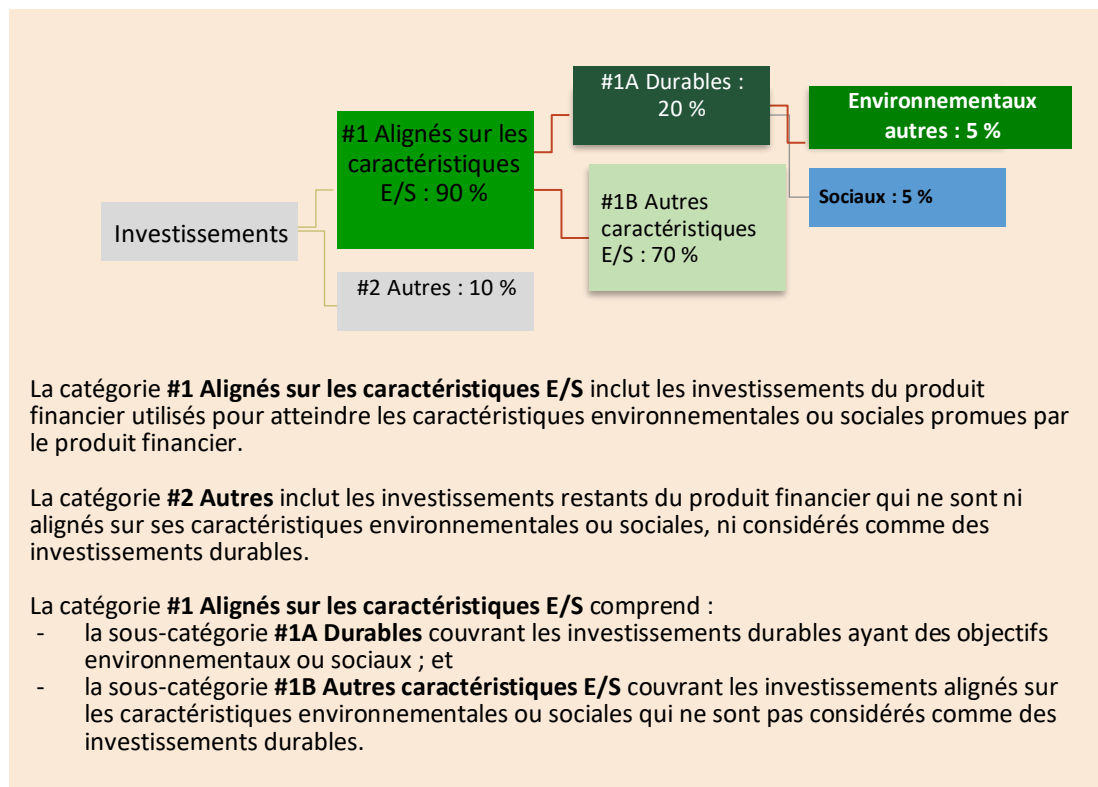 #1A Durables :
20 %
Environnementaux
autres : 5 %
#1 Alignés sur les
caractéristiques
E/S : 90 %
#1B Autres
caractéristiques
E/S : 70 %
Sociaux : 5 %
Investissements
#2 Autres : 10 %
La catégorie #1 Alignés sur les caractéristiques E/S inclut les investissements du produit
financier utilisés pour atteindre les caractéristiques environnementales ou sociales promues par
le produit financier.
La catégorie #2 Autres inclut les investissements restants du produit financier qui ne sont ni
alignés sur ses caractéristiques environnementales ou sociales, ni considérés comme des
investissements durables.
La catégorie #1 Alignés sur les caractéristiques E/S comprend :
- la sous-catégorie #1A Durables couvrant les investissements durables ayant des objectifs
environnementaux ou sociaux ; et
- la sous-catégorie #1B Autres caractéristiques E/S couvrant les investissements alignés sur
les caractéristiques environnementales ou sociales qui ne sont pas considérés comme des
investissements durables.